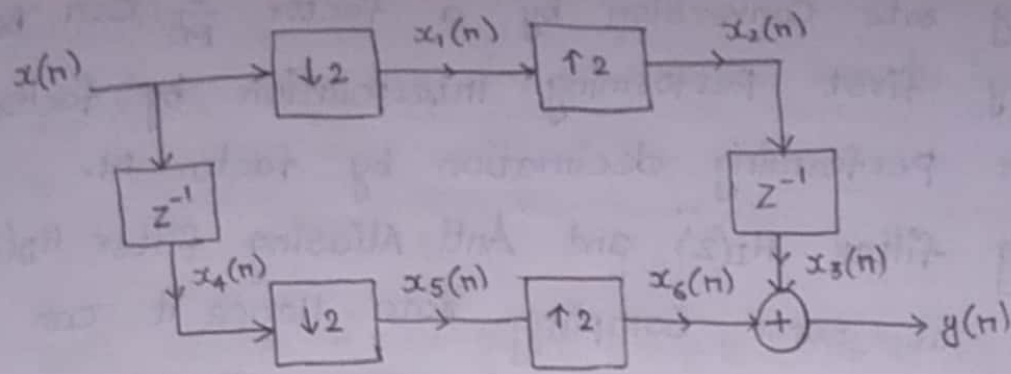 x(n)
↓2
x₁(n)
↑2
x₂(n)
Z⁻¹
Z⁻¹
x₃(n)
x₄(n)
↓2
x₅(n)
↑2
x₆(n)
+
y(n)